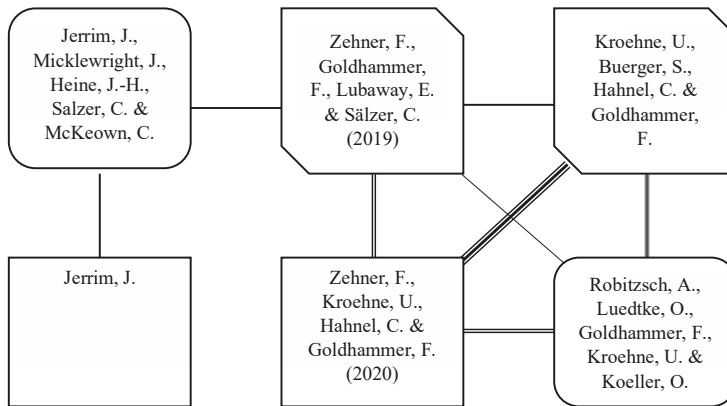 Jerrim, J.,
Micklewright, J.,
Heine, J.-H.,
Salzer, C. &
McKeown, C.
Zehner, F.,
Goldhammer,
F., Lubaway, E.
& Sälzer, C.
(2019)
Kroehne, U.,
Buerger, S.,
Hahnel, C. &
Goldhammer,
F.
Jerrim, J.
Zehner, F.,
Kroehne, U.,
Hahnel, C. &
Goldhammer, F.
(2020)
Robitzsch, A.,
Luedtke, O.,
Goldhammer, F.,
Kroehne, U. &
Koeller, O.